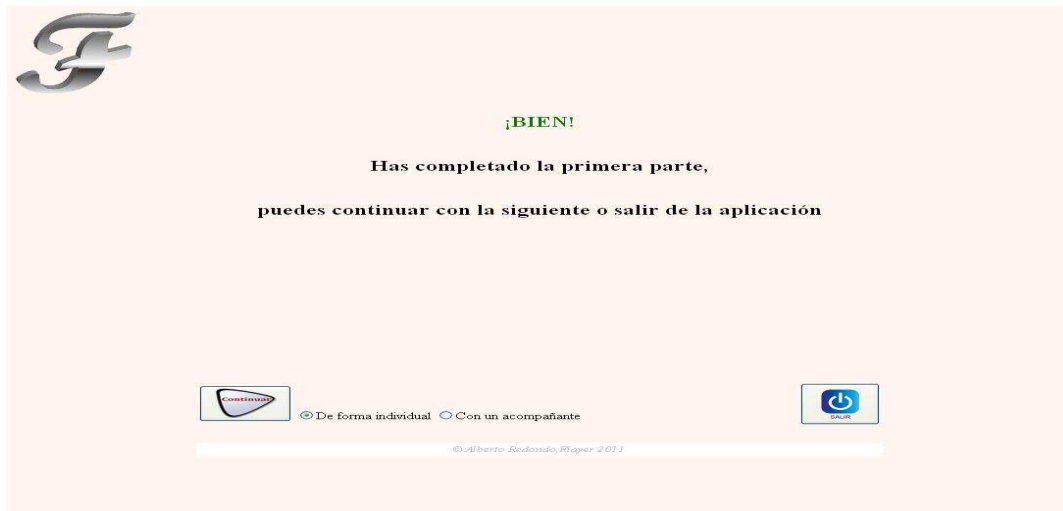 F
¡BIEN!
Has completado la primera parte,
puedes continuar con la siguiente o salir de la aplicación
Continuar
De forma individual Con un acompañante
SALIR
© Alberto Redondo, Flayer 2011